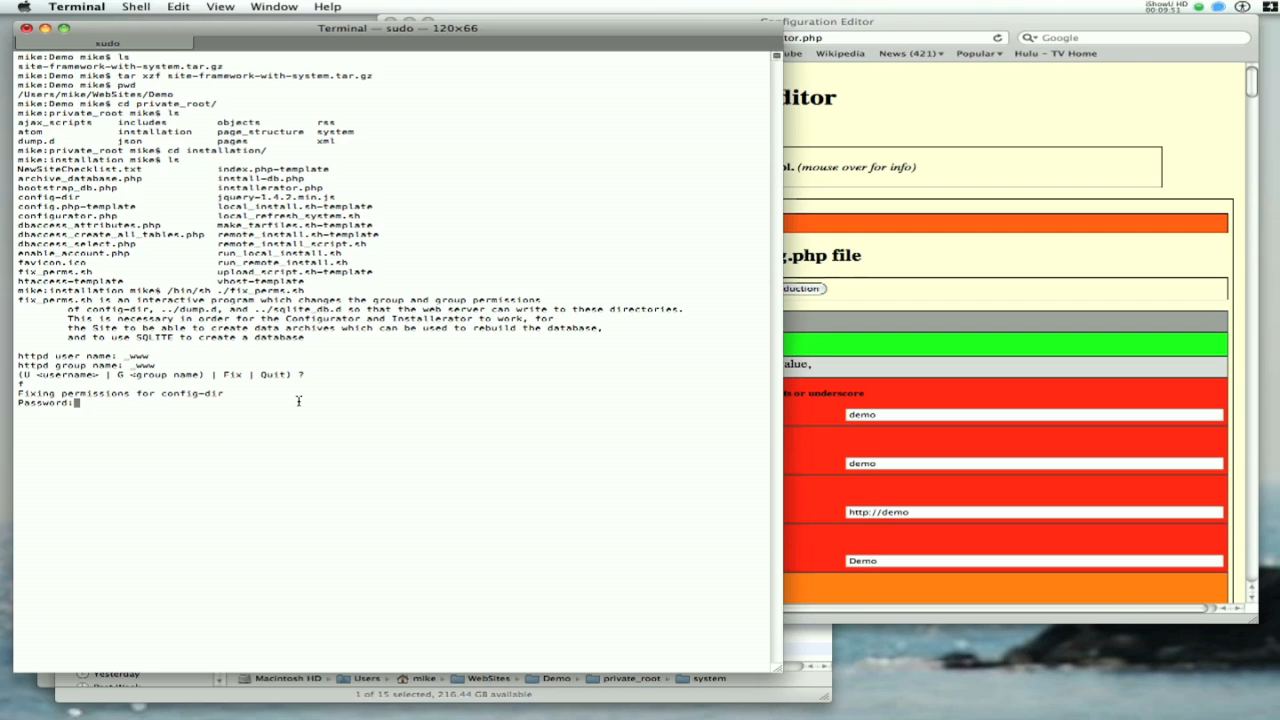 Terminal Shell Edit View Window Help
iShowU HD
00:09:51
Terminal — sudo — 120×66
sudo
mike:Demo mike$ ls
site-framework-with-system.tar.gz
mike:Demo mike$ tar xzf site-framework-with-system.tar.gz
mike:Demo mike$ pwd
/Users/mike/WebSites/Demo
mike:Demo mike$ cd private_root/
mike:private_root mike$ ls
ajax_scripts includes objects rss
atom installation page_structure system
dump.d json pages xml
mike:private_root mike$ cd installation/
mike:installation mike$ ls
NewSiteChecklist.txt index.php-template
archive_database.php install-db.php
bootstrap_db.php installerator.php
config-dir jquery-1.4.2.min.js
config.php-template local_install.sh-template
configurator.php local_refresh_system.sh
dbaccess_attributes.php make_tarfiles.sh-template
dbaccess_create_all_tables.php remote_install.sh-template
dbaccess_select.php remote_install_script.sh
enable_account.php run_local_install.sh
favicon.ico run_remote_install.sh
fix_perms.sh upload_script.sh-template
htaccess-template vhost-template
mike:installation mike$ /bin/sh ./fix_perms.sh
fix_perms.sh is an interactive program which changes the group and group permissions
of config-dir, ../dump.d, and ../sqlite_db.d so that the web server can write to these directories.
This is necessary in order for the Configurator and Installerator to work, for
the Site to be able to create data archives which can be used to rebuild the database,
and to use SQLITE to create a database
httpd user name: _www
httpd group name: _www
(U <username> | G <group name) | Fix | Quit) ?
f
Fixing permissions for config-dir
Password:
Configuration Editor
tor.php
Google
ube Wikipedia News (421) Popular Hulu – TV Home
ditor
ol. (mouse over for info)
g.php file
duction
alue,
ts or underscore
demo
demo
http://demo
Demo
Yesterday
Macintosh HD Users mike WebSites Demo private_root system
1 of 15 selected, 216.44 GB available